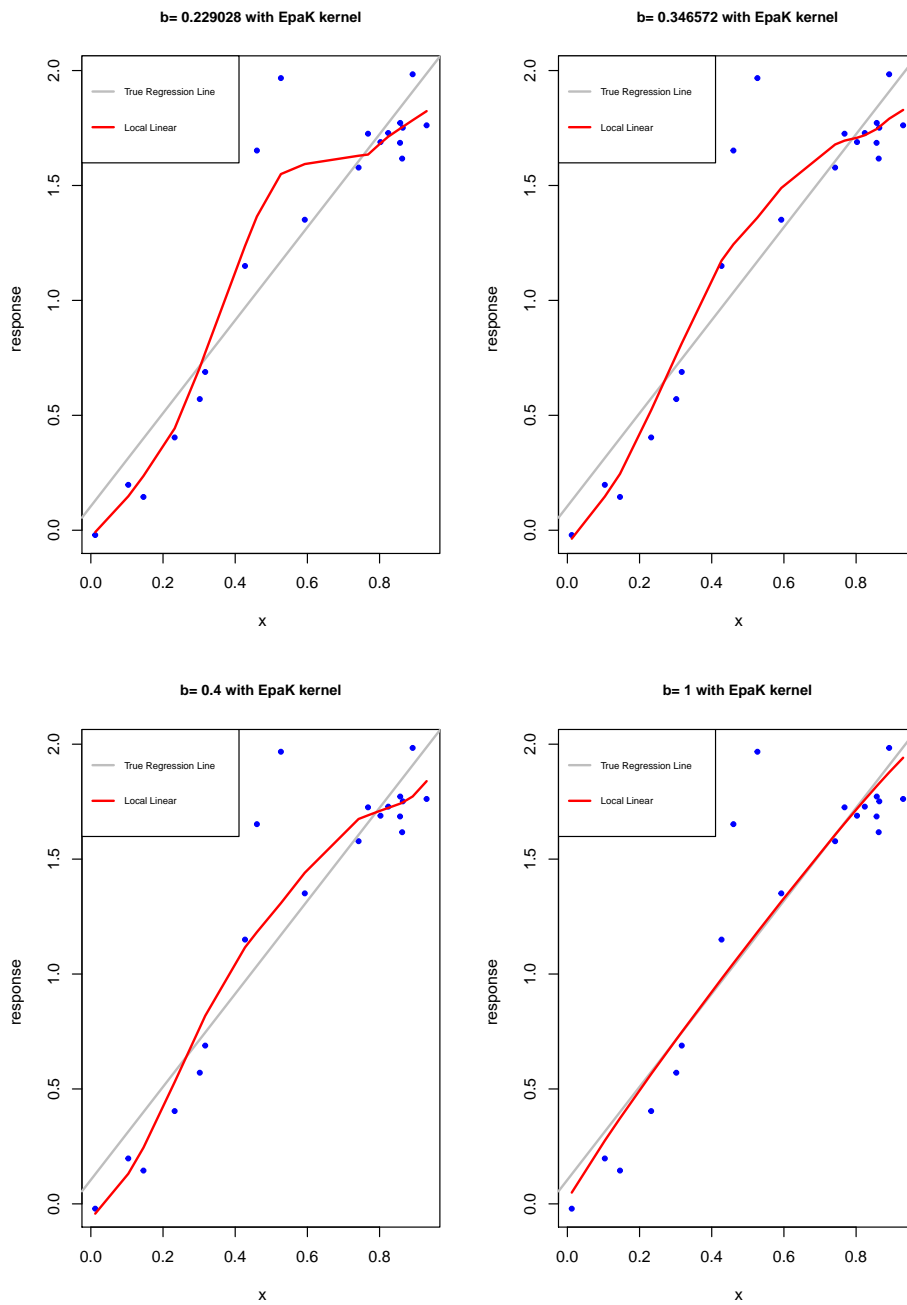 b= 0.229028 with EpaK kernel
True Regression Line
Local Linear
response
0.0 0.5 1.0 1.5 2.0
0.0 0.2 0.4 0.6 0.8
x
b= 0.346572 with EpaK kernel
True Regression Line
Local Linear
response
0.0 0.5 1.0 1.5 2.0
0.0 0.2 0.4 0.6 0.8
x
b= 0.4 with EpaK kernel
True Regression Line
Local Linear
response
0.0 0.5 1.0 1.5 2.0
0.0 0.2 0.4 0.6 0.8
x
b= 1 with EpaK kernel
True Regression Line
Local Linear
response
0.0 0.5 1.0 1.5 2.0
0.0 0.2 0.4 0.6 0.8
x